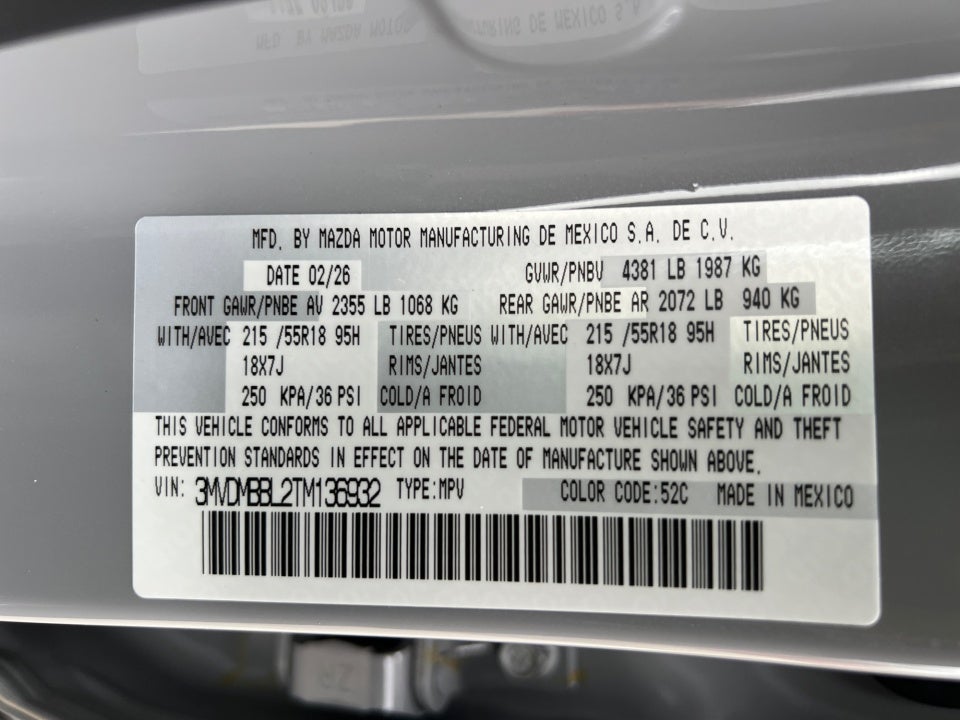 MFD. BY MAZDA MOTOR MANUFACTURING DE MEXICO S.A. DE C.V.
DATE 02/26 GVWR/PNBV 4381 LB 1987 KG
FRONT GAWR/PNBE AV 2355 LB 1068 KG REAR GAWR/PNBE AR 2072 LB 940 KG
WITH/AVEC 215 /55R18 95H TIRES/PNEUS WITH/AVEC 215 /55R18 95H TIRES/PNEUS
18X7J RIMS/JANTES 18X7J RIMS/JANTES
250 KPA/36 PSI COLD/A FROID 250 KPA/36 PSI COLD/A FROID
THIS VEHICLE CONFORMS TO ALL APPLICABLE FEDERAL MOTOR VEHICLE SAFETY AND THEFT
PREVENTION STANDARDS IN EFFECT ON THE DATE OF MANUFACTURE SHOWN ABOVE.
VIN: 3MVDMBBL2TM136932 TYPE:MPV COLOR CODE:52C MADE IN MEXICO